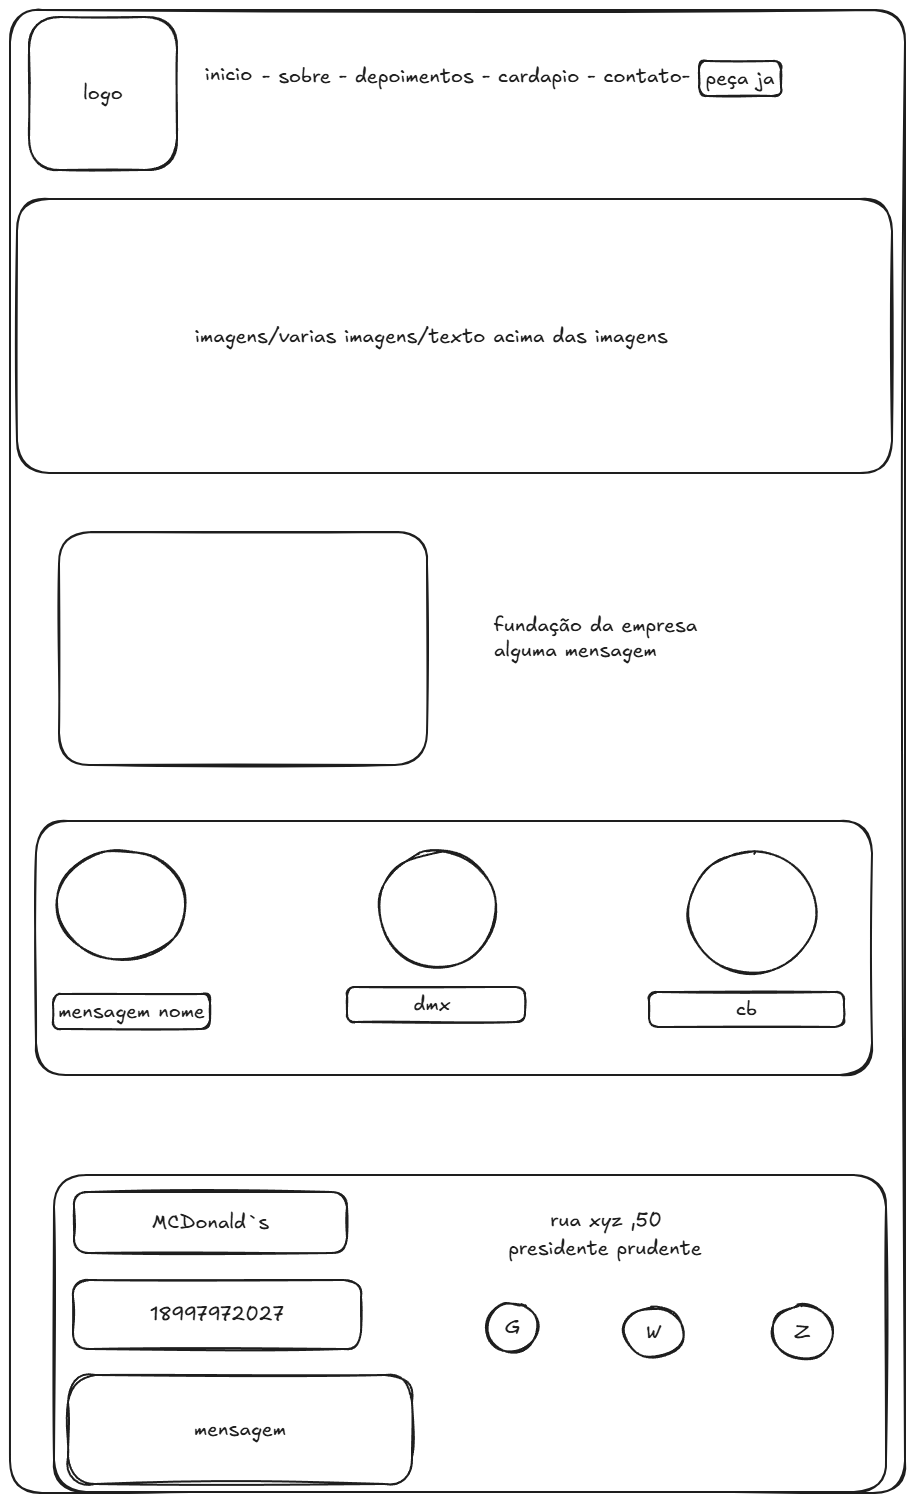 logo
inicio - sobre - depoimentos - cardapio - contato- peça ja
imagens/varias imagens/texto acima das imagens
fundação da empresa
alguma mensagem
mensagem nome
dmx
cb
MCDonald`s
rua xyz ,50
presidente prudente
18997972027
G
W
Z
mensagem